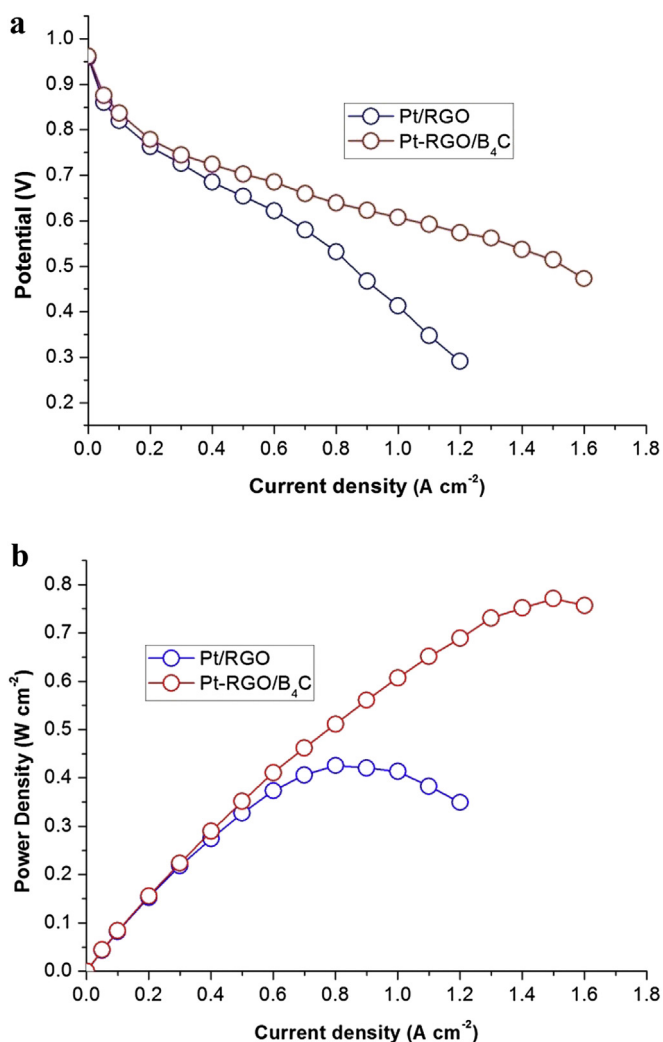 a
1.0
0.9
0.8
0.7
0.6
0.5
0.4
0.3
0.2
Potential (V)
Pt/RGO
Pt-RGO/B₄C
0.0 0.2 0.4 0.6 0.8 1.0 1.2 1.4 1.6 1.8
Current density (A cm⁻²)
b
0.8
0.7
0.6
0.5
0.4
0.3
0.2
0.1
0.0
Power Density (W cm⁻²)
Pt/RGO
Pt-RGO/B₄C
0.0 0.2 0.4 0.6 0.8 1.0 1.2 1.4 1.6 1.8
Current density (A cm⁻²)